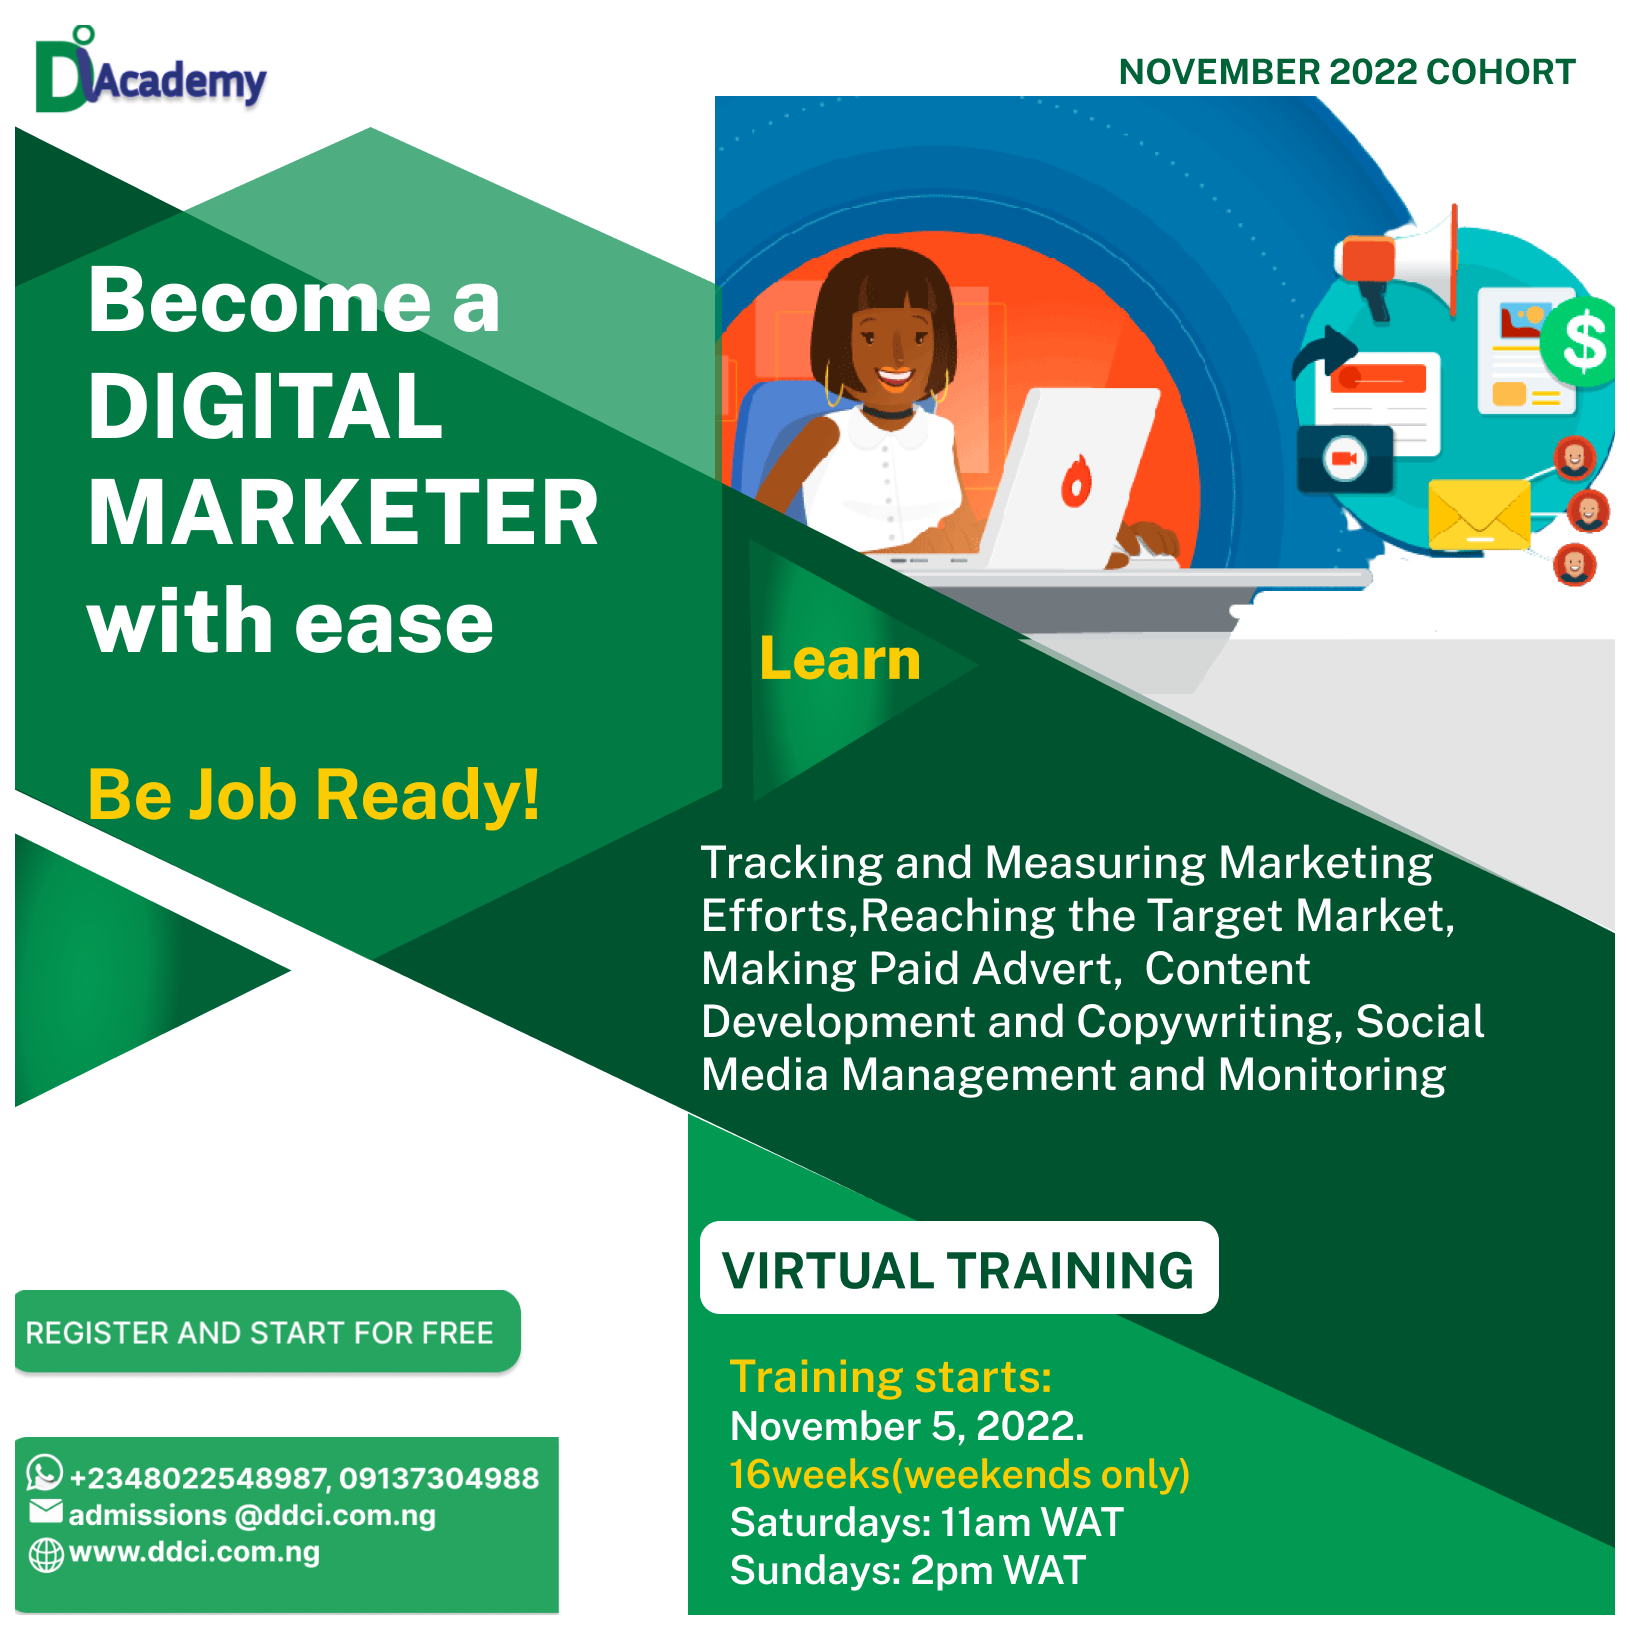 Di Academy
NOVEMBER 2022 COHORT
Become a
DIGITAL
MARKETER
with ease
Be Job Ready!
Learn
Tracking and Measuring Marketing
Efforts,Reaching the Target Market,
Making Paid Advert,  Content
Development and Copywriting, Social
Media Management and Monitoring
VIRTUAL TRAINING
Training starts:
November 5, 2022.
16weeks(weekends only)
Saturdays: 11am WAT
Sundays: 2pm WAT
REGISTER AND START FOR FREE
+2348022548987, 09137304988
admissions @ddci.com.ng
www.ddci.com.ng
$